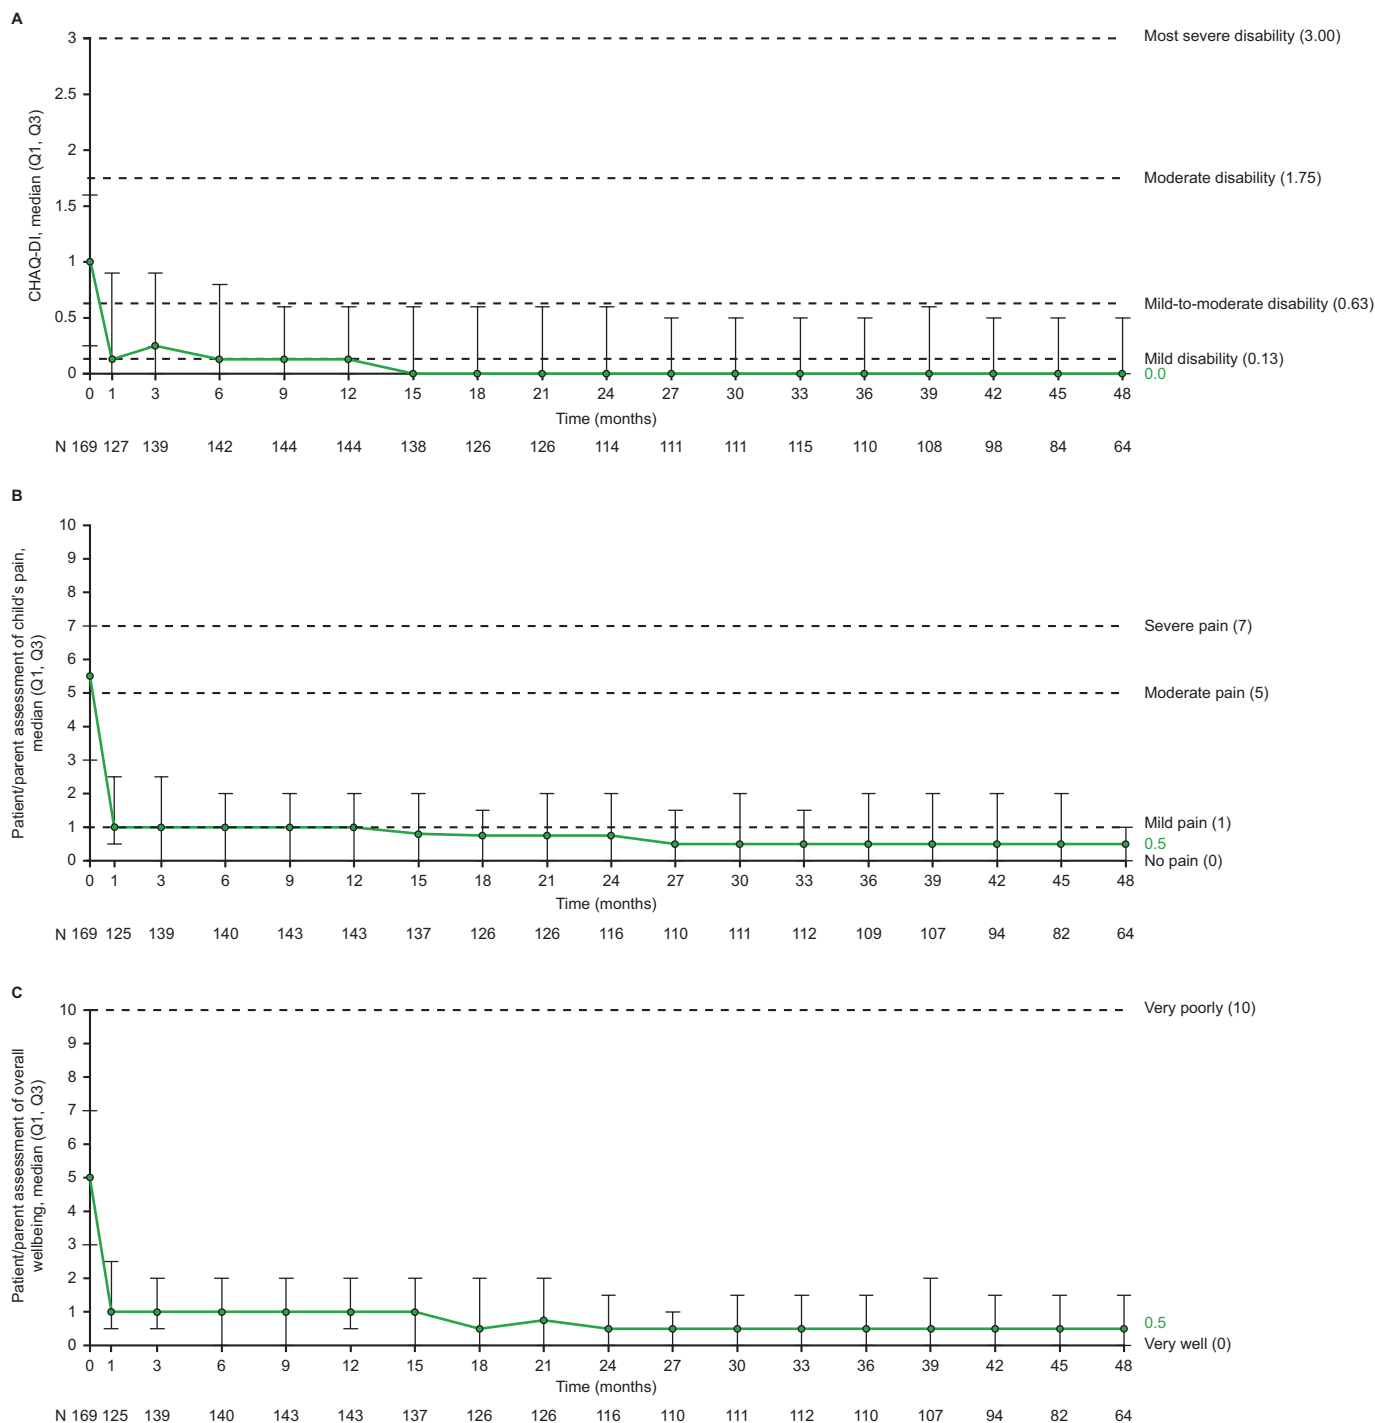 A
CHAQ-DI, median (Q1, Q3)
3
2.5
2
1.5
1
0.5
0
Most severe disability (3.00)
Moderate disability (1.75)
Mild-to-moderate disability (0.63)
Mild disability (0.13)
0.0
0 1 3 6 9 12 15 18 21 24 27 30 33 36 39 42 45 48
Time (months)
N 169 127 139 142 144 144 138 126 126 114 111 111 115 110 108 98 84 64
B
Patient/parent assessment of child's pain,
median (Q1, Q3)
10
9
8
7
6
5
4
3
2
1
0
Severe pain (7)
Moderate pain (5)
Mild pain (1)
0.5
No pain (0)
0 1 3 6 9 12 15 18 21 24 27 30 33 36 39 42 45 48
Time (months)
N 169 125 139 140 143 143 137 126 126 116 110 111 112 109 107 94 82 64
C
Patient/parent assessment of overall
wellbeing, median (Q1, Q3)
10
9
8
7
6
5
4
3
2
1
0
Very poorly (10)
0.5
Very well (0)
0 1 3 6 9 12 15 18 21 24 27 30 33 36 39 42 45 48
Time (months)
N 169 125 139 140 143 143 137 126 126 116 110 111 112 110 107 94 82 64